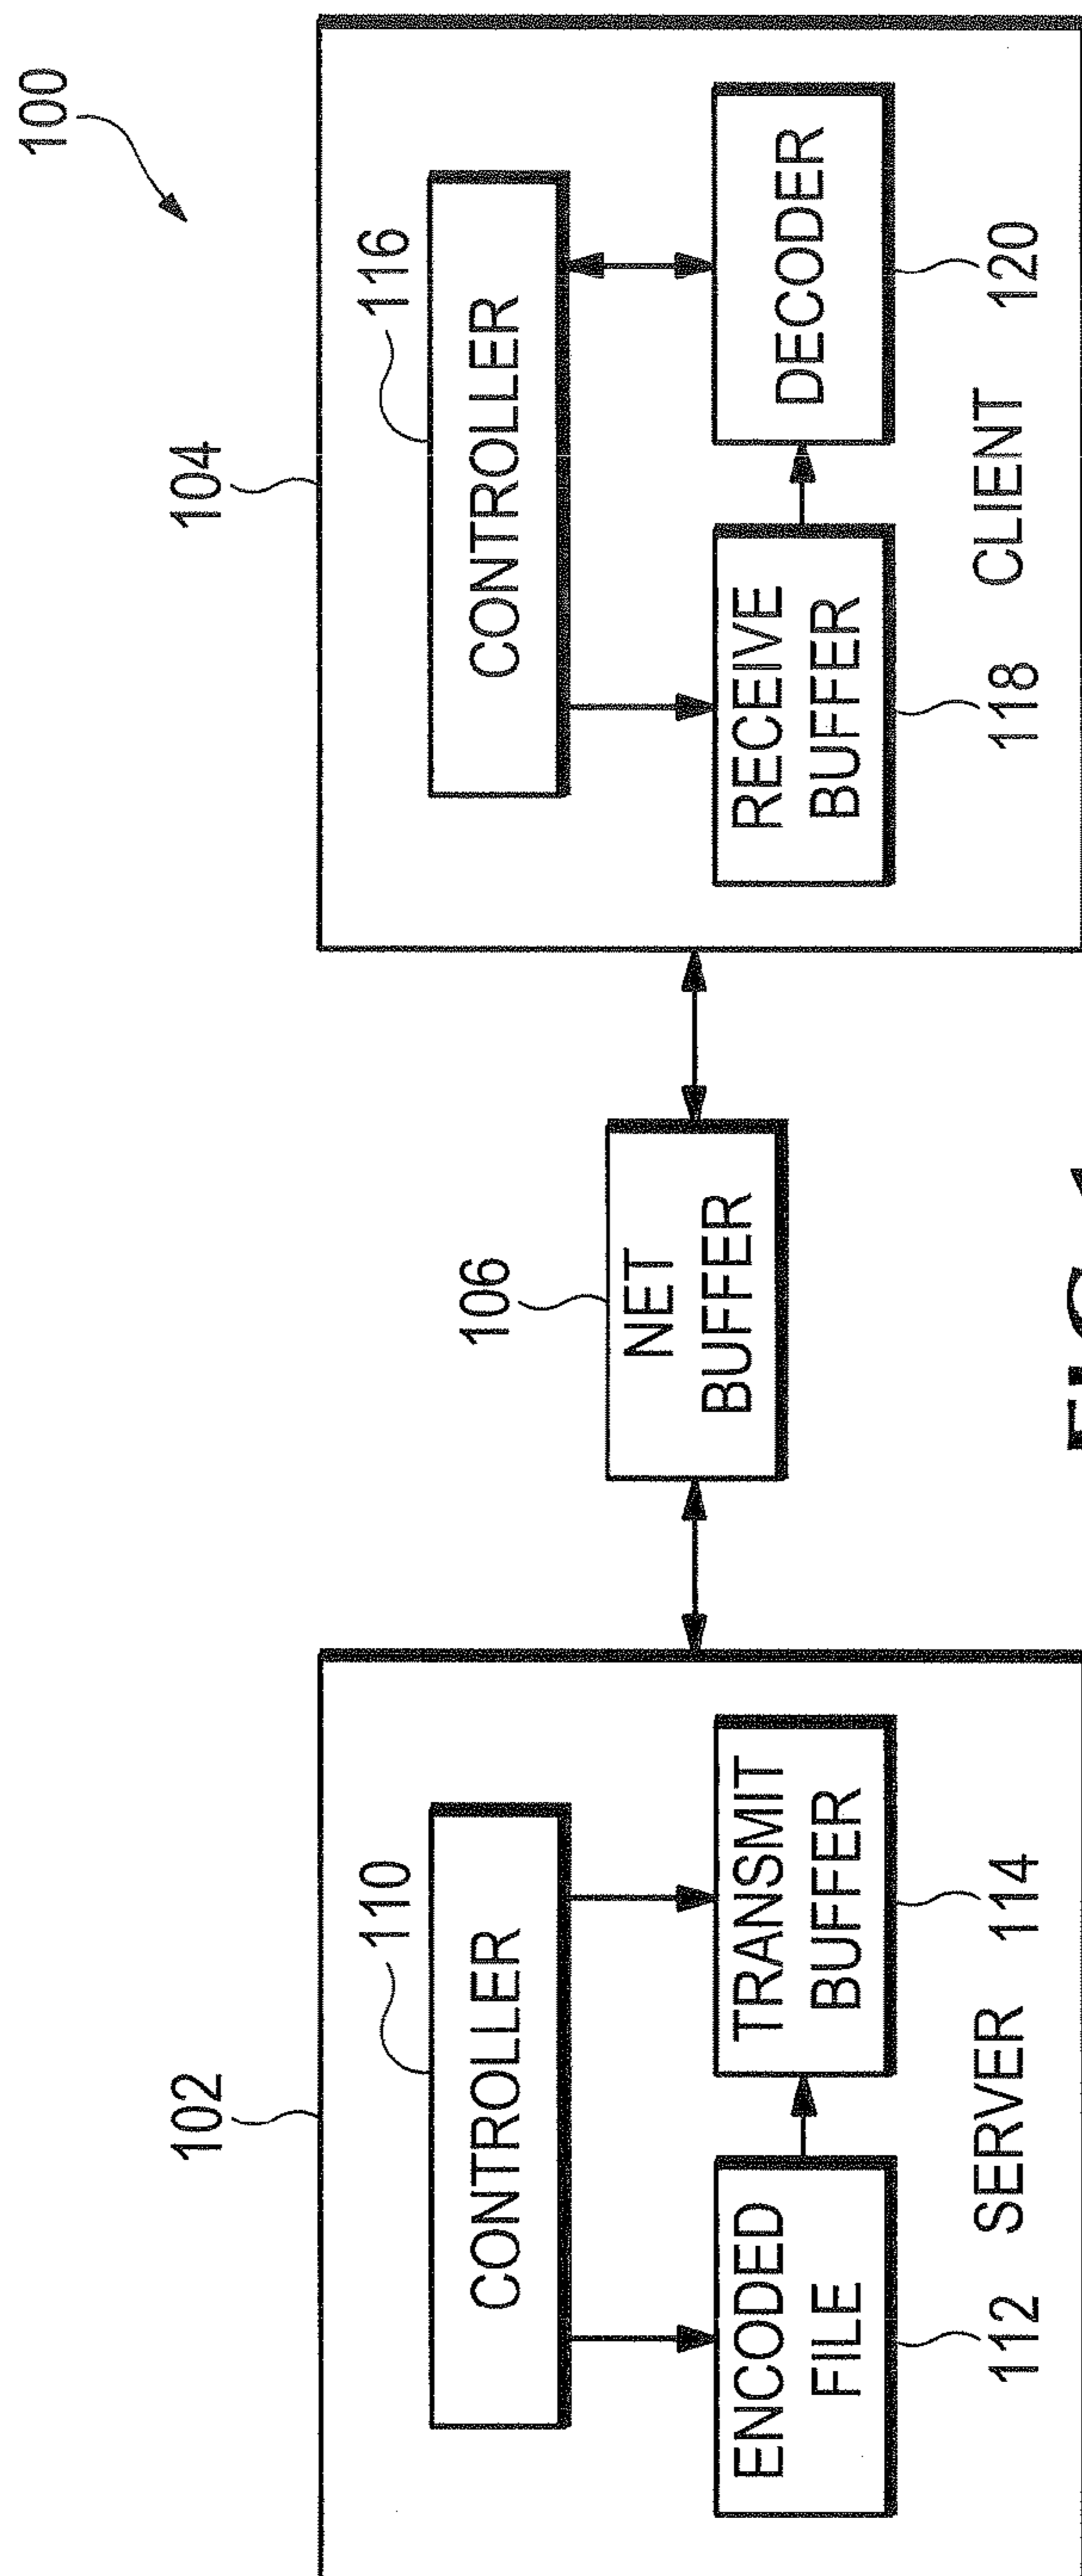 100
102
104
110
CONTROLLER
116
CONTROLLER
106
NET
BUFFER
ENCODED
FILE
TRANSMIT
BUFFER
RECEIVE
BUFFER
DECODER
112
SERVER
114
118
CLIENT
120